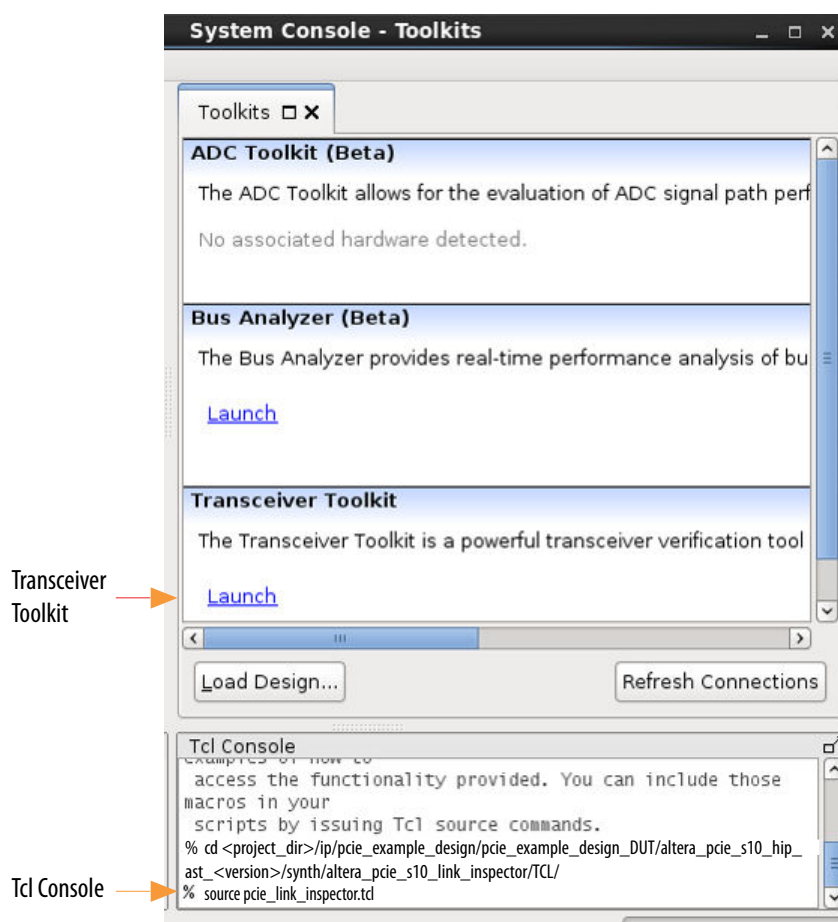 System Console - Toolkits
Toolkits
ADC Toolkit (Beta)
The ADC Toolkit allows for the evaluation of ADC signal path perf
No associated hardware detected.
Bus Analyzer (Beta)
The Bus Analyzer provides real-time performance analysis of bu
Launch
Transceiver Toolkit
The Transceiver Toolkit is a powerful transceiver verification tool
Transceiver
Toolkit
Launch
Load Design...
Refresh Connections
Tcl Console
examples of how to
access the functionality provided. You can include those
macros in your
scripts by issuing Tcl source commands.
% cd <project_dir>/ip/pcie_example_design/pcie_example_design_DUT/altera_pcie_s10_hip_
ast_<version>/synth/altera_pcie_s10_link_inspector/TCL/
Tcl Console
% source pcie_link_inspector.tcl